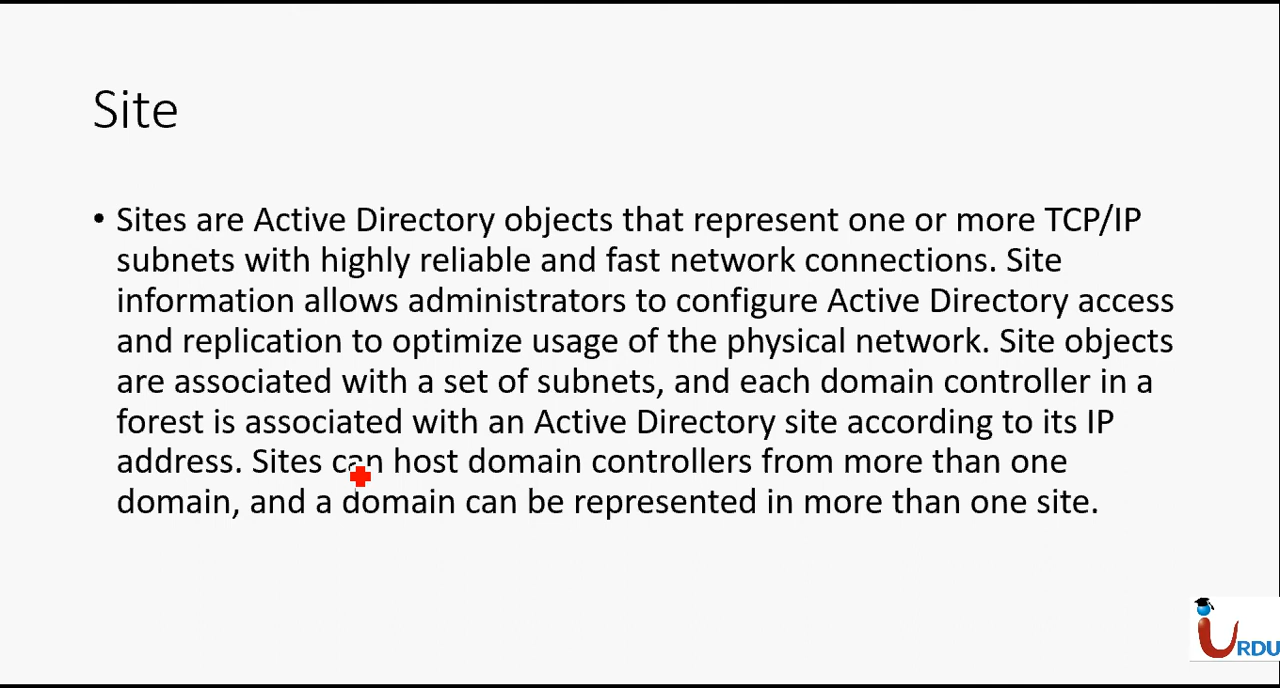 Site
• Sites are Active Directory objects that represent one or more TCP/IP
subnets with highly reliable and fast network connections. Site
information allows administrators to configure Active Directory access
and replication to optimize usage of the physical network. Site objects
are associated with a set of subnets, and each domain controller in a
forest is associated with an Active Directory site according to its IP
address. Sites can host domain controllers from more than one
domain, and a domain can be represented in more than one site.
URDU